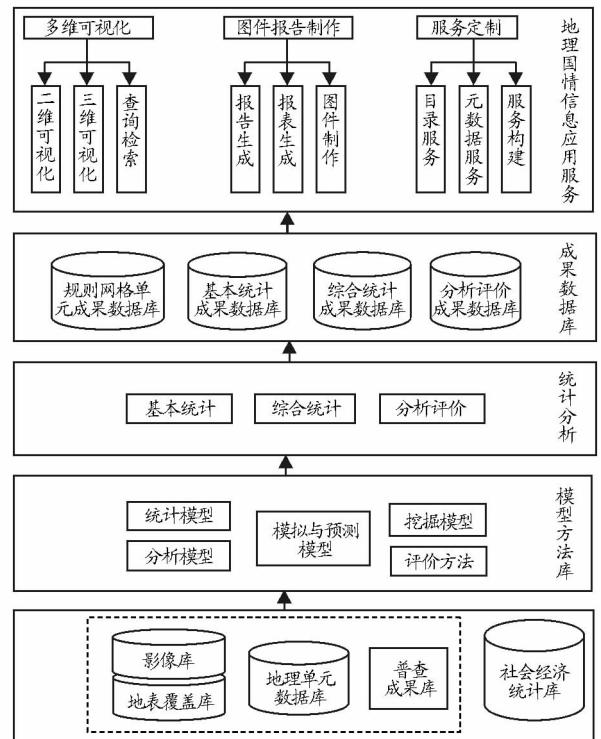 多维可视化
图件报告制作
服务定制
二维可视化
三维可视化
查询检索
报告生成
报表生成
图件制作
目录服务
元数据服务
服务构建
地理国情信息应用服务
规则网格单
元成果数据库
基本统计
成果数据库
综合统计
成果数据库
分析评价
成果数据库
成果数据库
基本统计
综合统计
分析评价
统计分析
统计模型
分析模型
模拟与预测
模型
挖掘模型
评价方法
模型方法库
影像库
地表覆盖库
地理单元
数据库
普查
成果库
社会经济
统计库